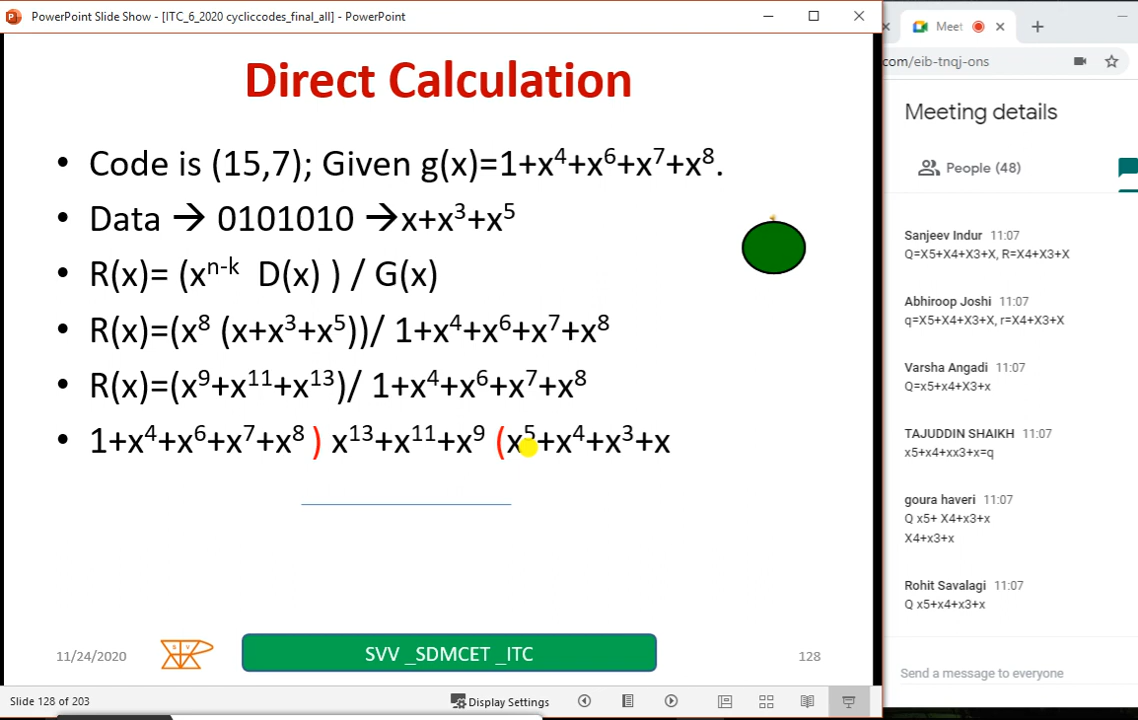 PowerPoint Slide Show - [ITC_6_2020 cycliccodes_final_all] - PowerPoint
Direct Calculation
• Code is (15,7); Given g(x)=1+x⁴+x⁶+x⁷+x⁸.
• Data → 0101010 →x+x³+x⁵
• R(x)= (xⁿ⁻ᵏ D(x) ) / G(x)
• R(x)=(x⁸ (x+x³+x⁵))/ 1+x⁴+x⁶+x⁷+x⁸
• R(x)=(x⁹+x¹¹+x¹³)/ 1+x⁴+x⁶+x⁷+x⁸
• 1+x⁴+x⁶+x⁷+x⁸ ) x¹³+x¹¹+x⁹ (x⁵+x⁴+x³+x
11/24/2020
S V V
SVV _SDMCET _ITC
128
Slide 128 of 203
Display Settings
Meet
com/eib-tnqj-ons
Meeting details
People (48)
Sanjeev Indur 11:07
Q=X5+X4+X3+X, R=X4+X3+X
Abhiroop Joshi 11:07
q=X5+X4+X3+X, r=X4+X3+X
Varsha Angadi 11:07
Q=x5+x4+X3+x
TAJUDDIN SHAIKH 11:07
x5+x4+xx3+x=q
goura haveri 11:07
Q x5+ X4+x3+x
X4+x3+x
Rohit Savalagi 11:07
Q x5+x4+x3+x
Send a message to everyone